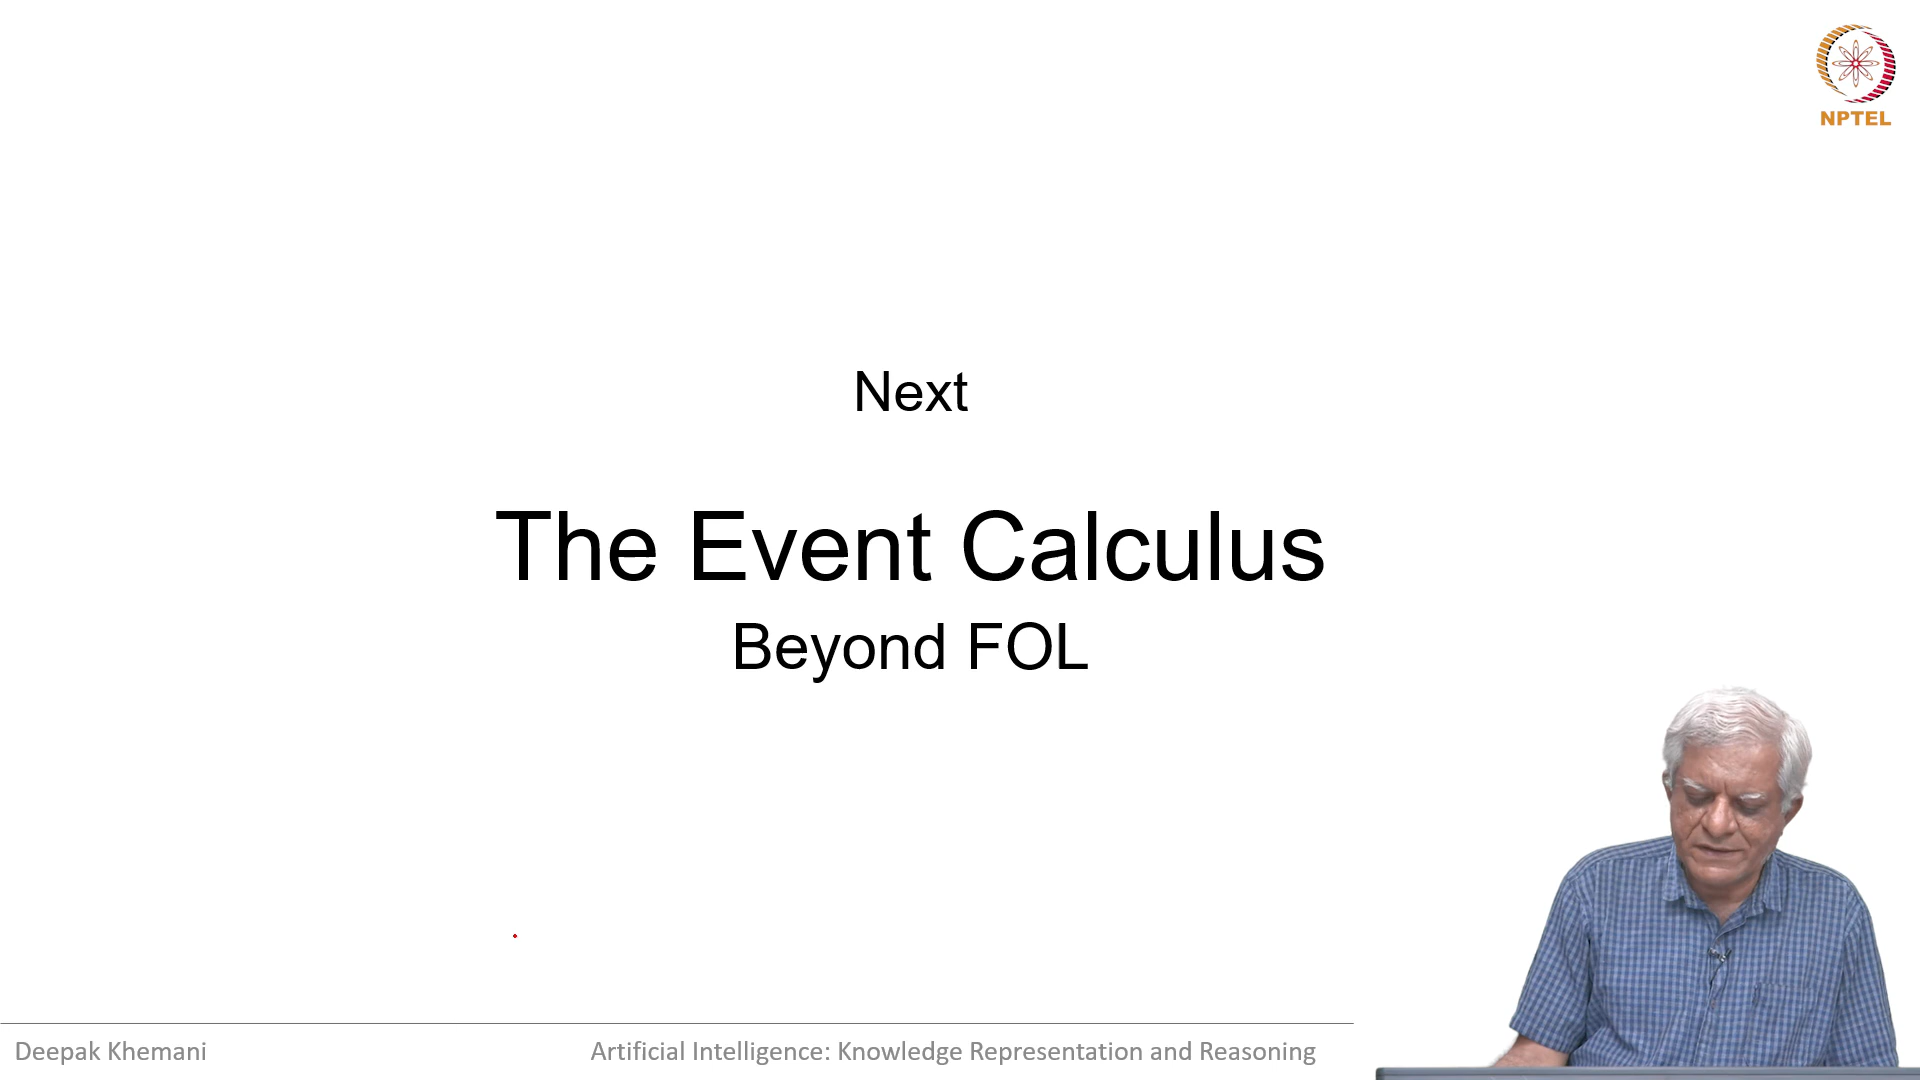 NPTEL
Next
The Event Calculus
Beyond FOL
Deepak Khemani
Artificial Intelligence: Knowledge Representation and Reasoning